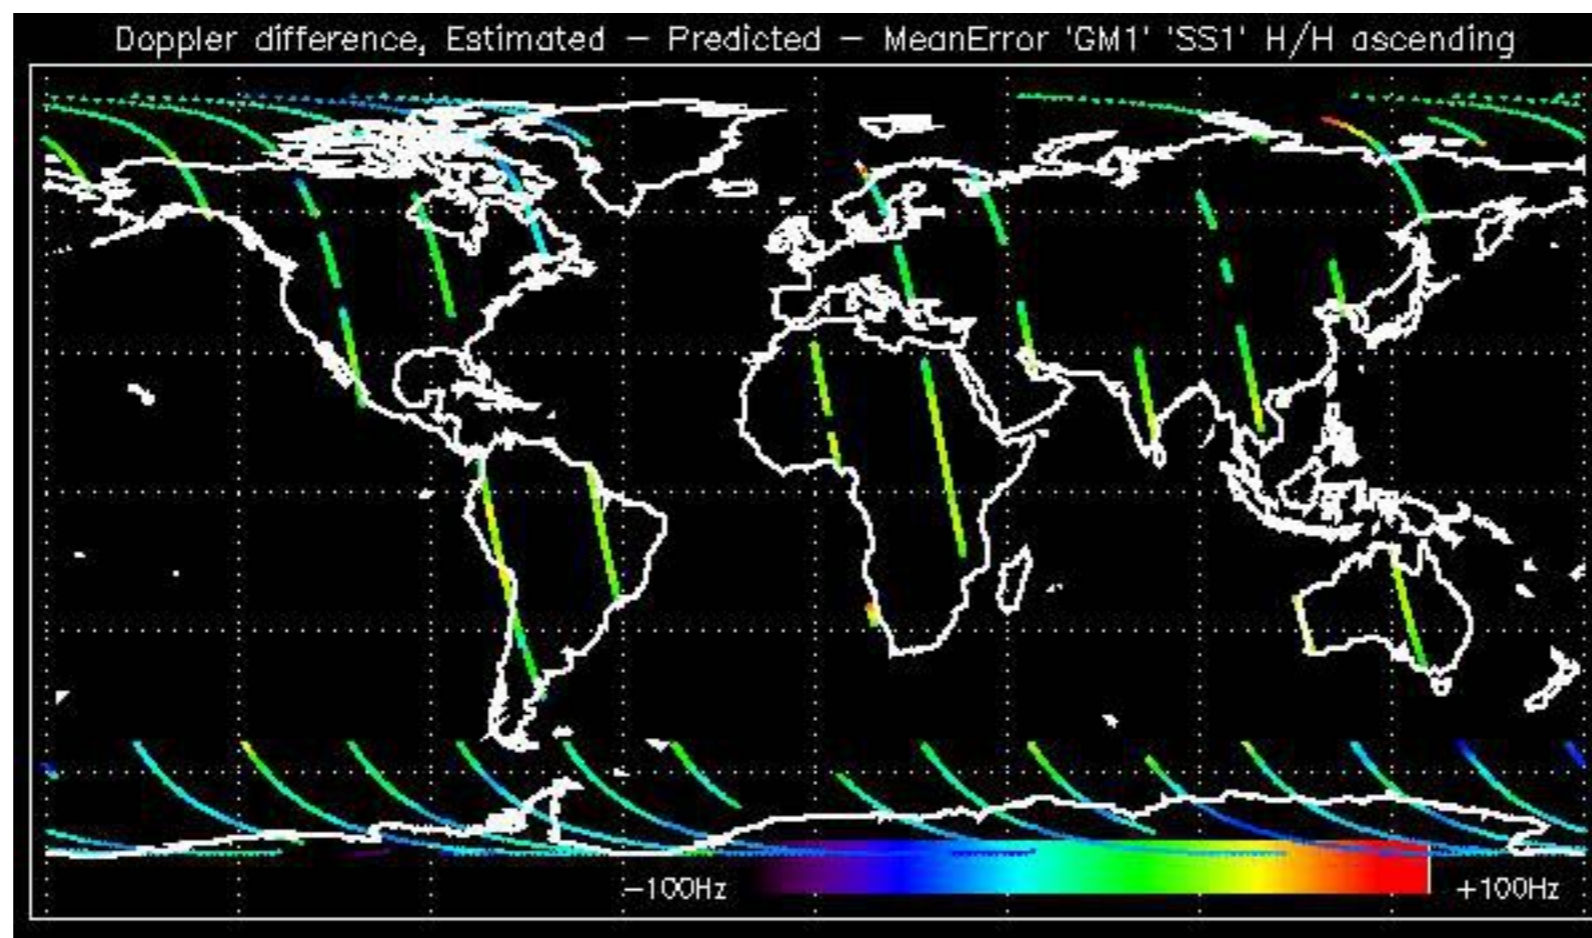 Doppler difference, Estimated − Predicted − MeanError 'GM1' 'SS1' H/H ascending
−100Hz
+100Hz